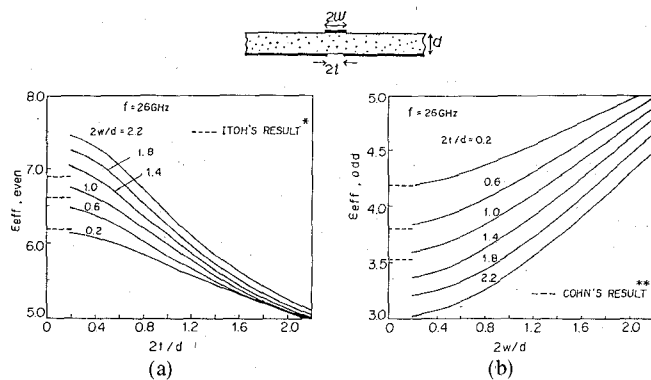 2W
d
2t
f = 26GHz
2w/d = 2.2
--- ITOH'S RESULT *
1.8
1.4
1.0
0.6
0.2
8.0
7.0
6.0
5.0
εeff, even
0 0.4 0.8 1.2 1.6 2.0
2t/d
(a)
f = 26GHz
2t/d = 0.2
0.6
1.0
1.4
1.8
2.2
--- COHN'S RESULT **
5.0
4.5
4.0
3.5
3.0
εeff, odd
0 0.4 0.8 1.2 1.6 2.0
2w/d
(b)